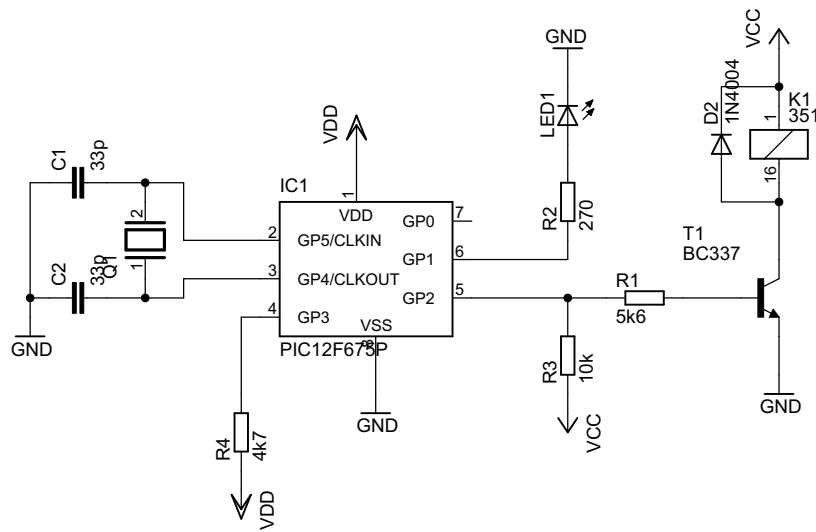 GND
VCC
LED1
D2
1N4004
K1
351
1
16
VDD
C1
33p
IC1
1
VDD
GP0
7
R2
270
2
Q1
1
2
GP5/CLKIN
GP1
6
T1
BC337
C2
33p
3
GP4/CLKOUT
GP2
5
R1
5k6
4
GP3
VSS
8
PIC12F675P
GND
R3
10k
GND
GND
VCC
R4
4k7
VDD